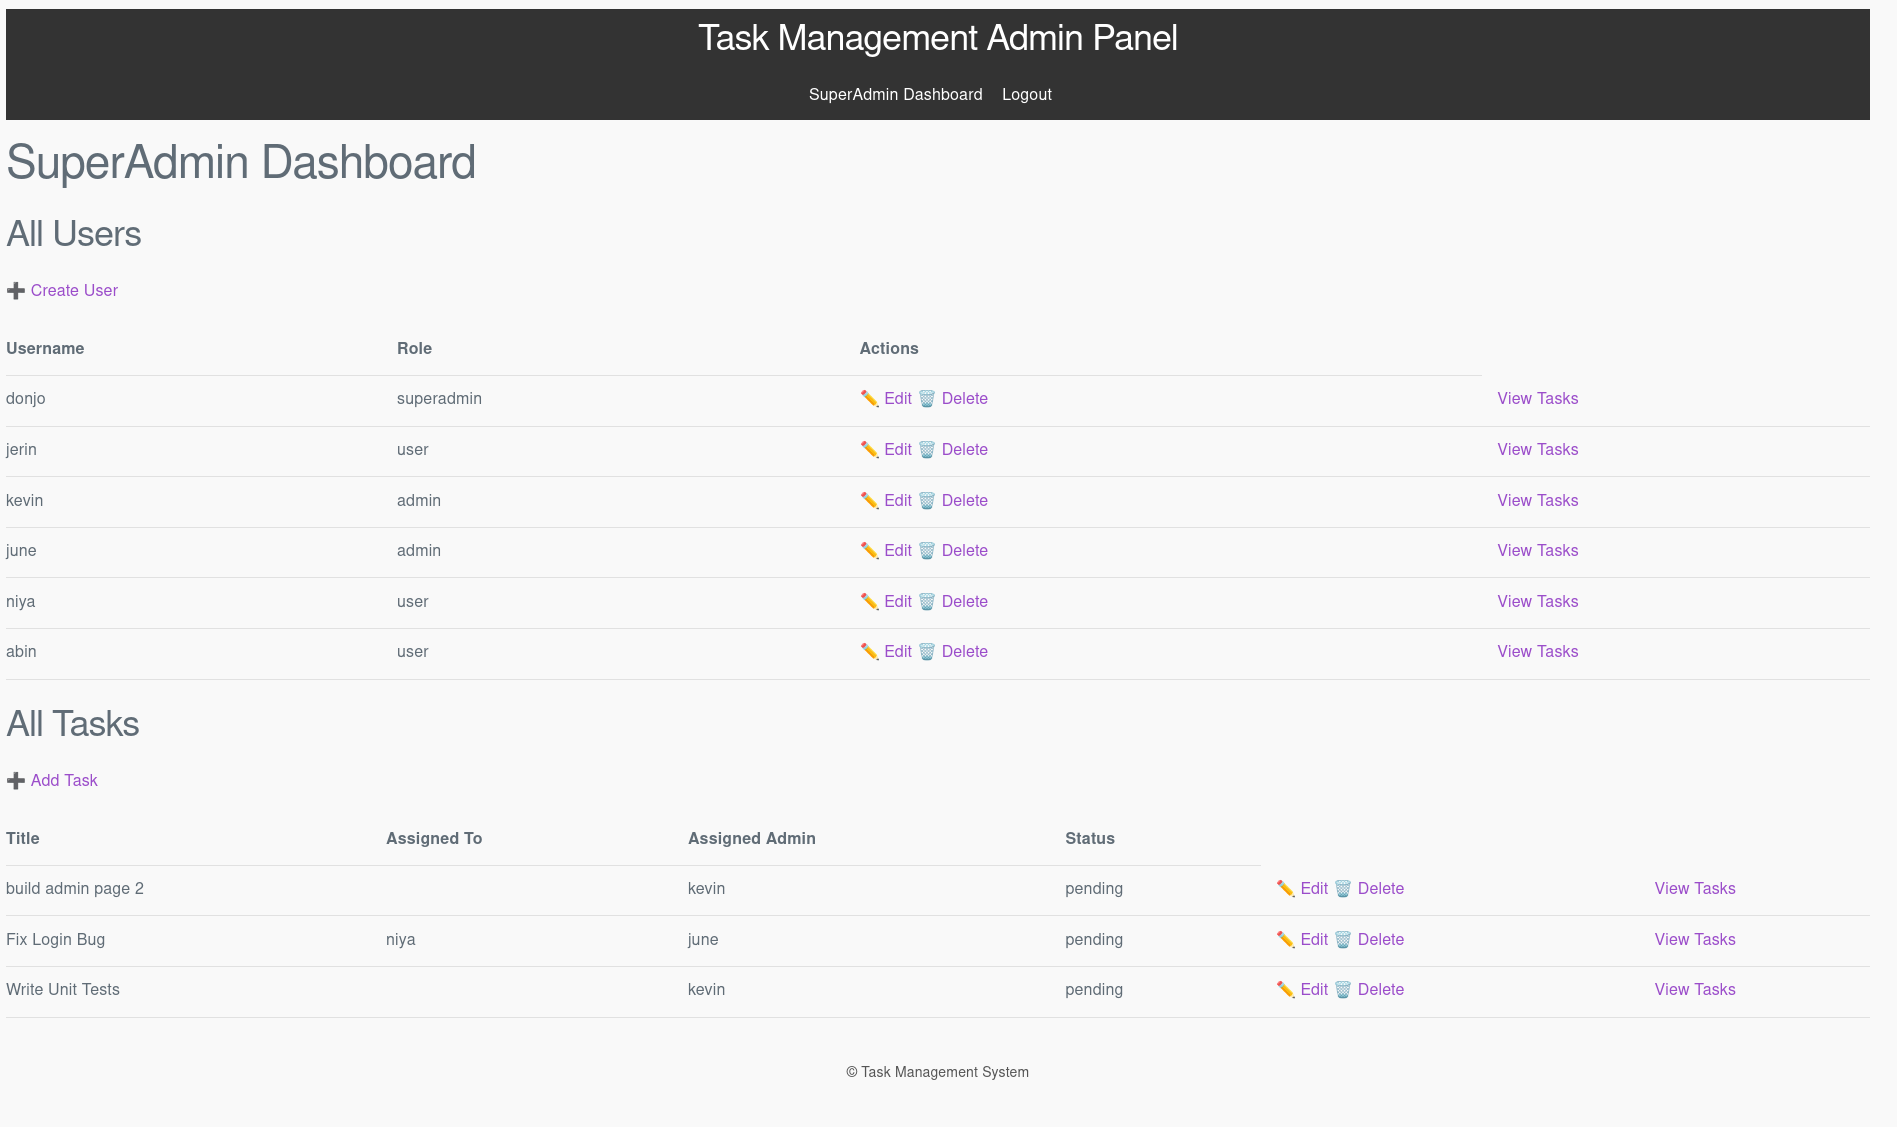 Task Management Admin Panel
SuperAdmin Dashboard Logout
SuperAdmin Dashboard
All Users
➕ Create User
Username Role Actions
donjo superadmin ✏️ Edit 🗑️ Delete View Tasks
jerin user ✏️ Edit 🗑️ Delete View Tasks
kevin admin ✏️ Edit 🗑️ Delete View Tasks
june admin ✏️ Edit 🗑️ Delete View Tasks
niya user ✏️ Edit 🗑️ Delete View Tasks
abin user ✏️ Edit 🗑️ Delete View Tasks
All Tasks
➕ Add Task
Title Assigned To Assigned Admin Status
build admin page 2 kevin pending ✏️ Edit 🗑️ Delete View Tasks
Fix Login Bug niya june pending ✏️ Edit 🗑️ Delete View Tasks
Write Unit Tests kevin pending ✏️ Edit 🗑️ Delete View Tasks
© Task Management System